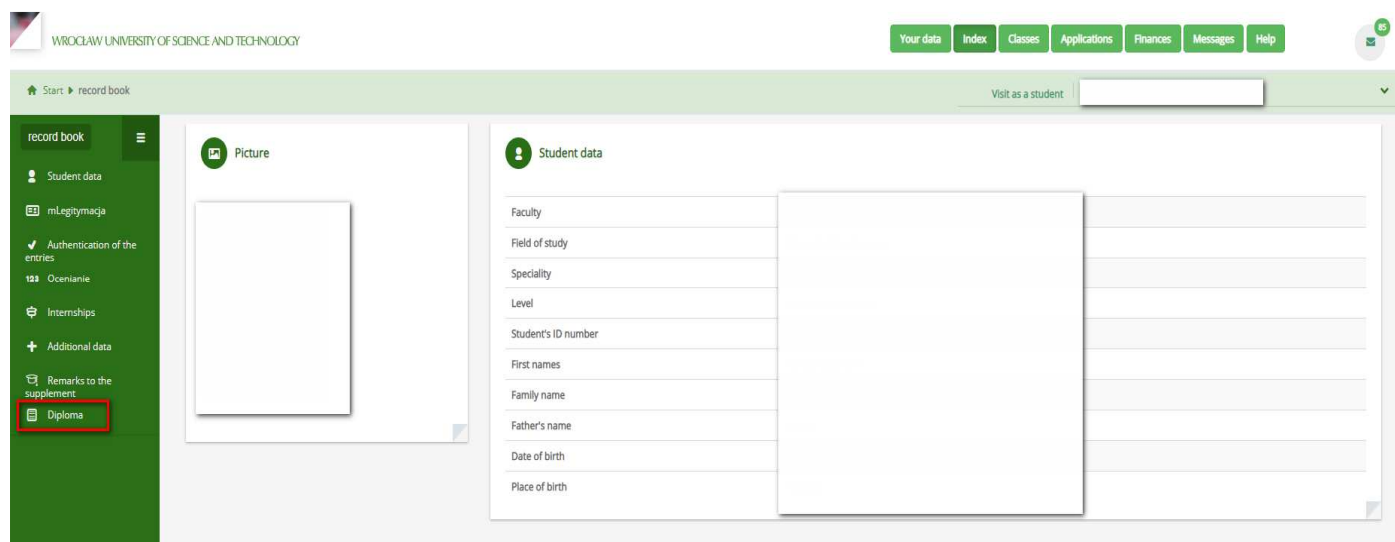 WROCŁAW UNIVERSITY OF SCIENCE AND TECHNOLOGY
Your data Index Classes Applications Finances Messages Help
85
Start record book
Visit as a student
record book
Student data
mLegitymacja
Authentication of the
entries
123 Ocenianie
Internships
Additional data
Remarks to the
supplement
Diploma
Picture
Student data
Faculty
Field of study
Speciality
Level
Student's ID number
First names
Family name
Father's name
Date of birth
Place of birth